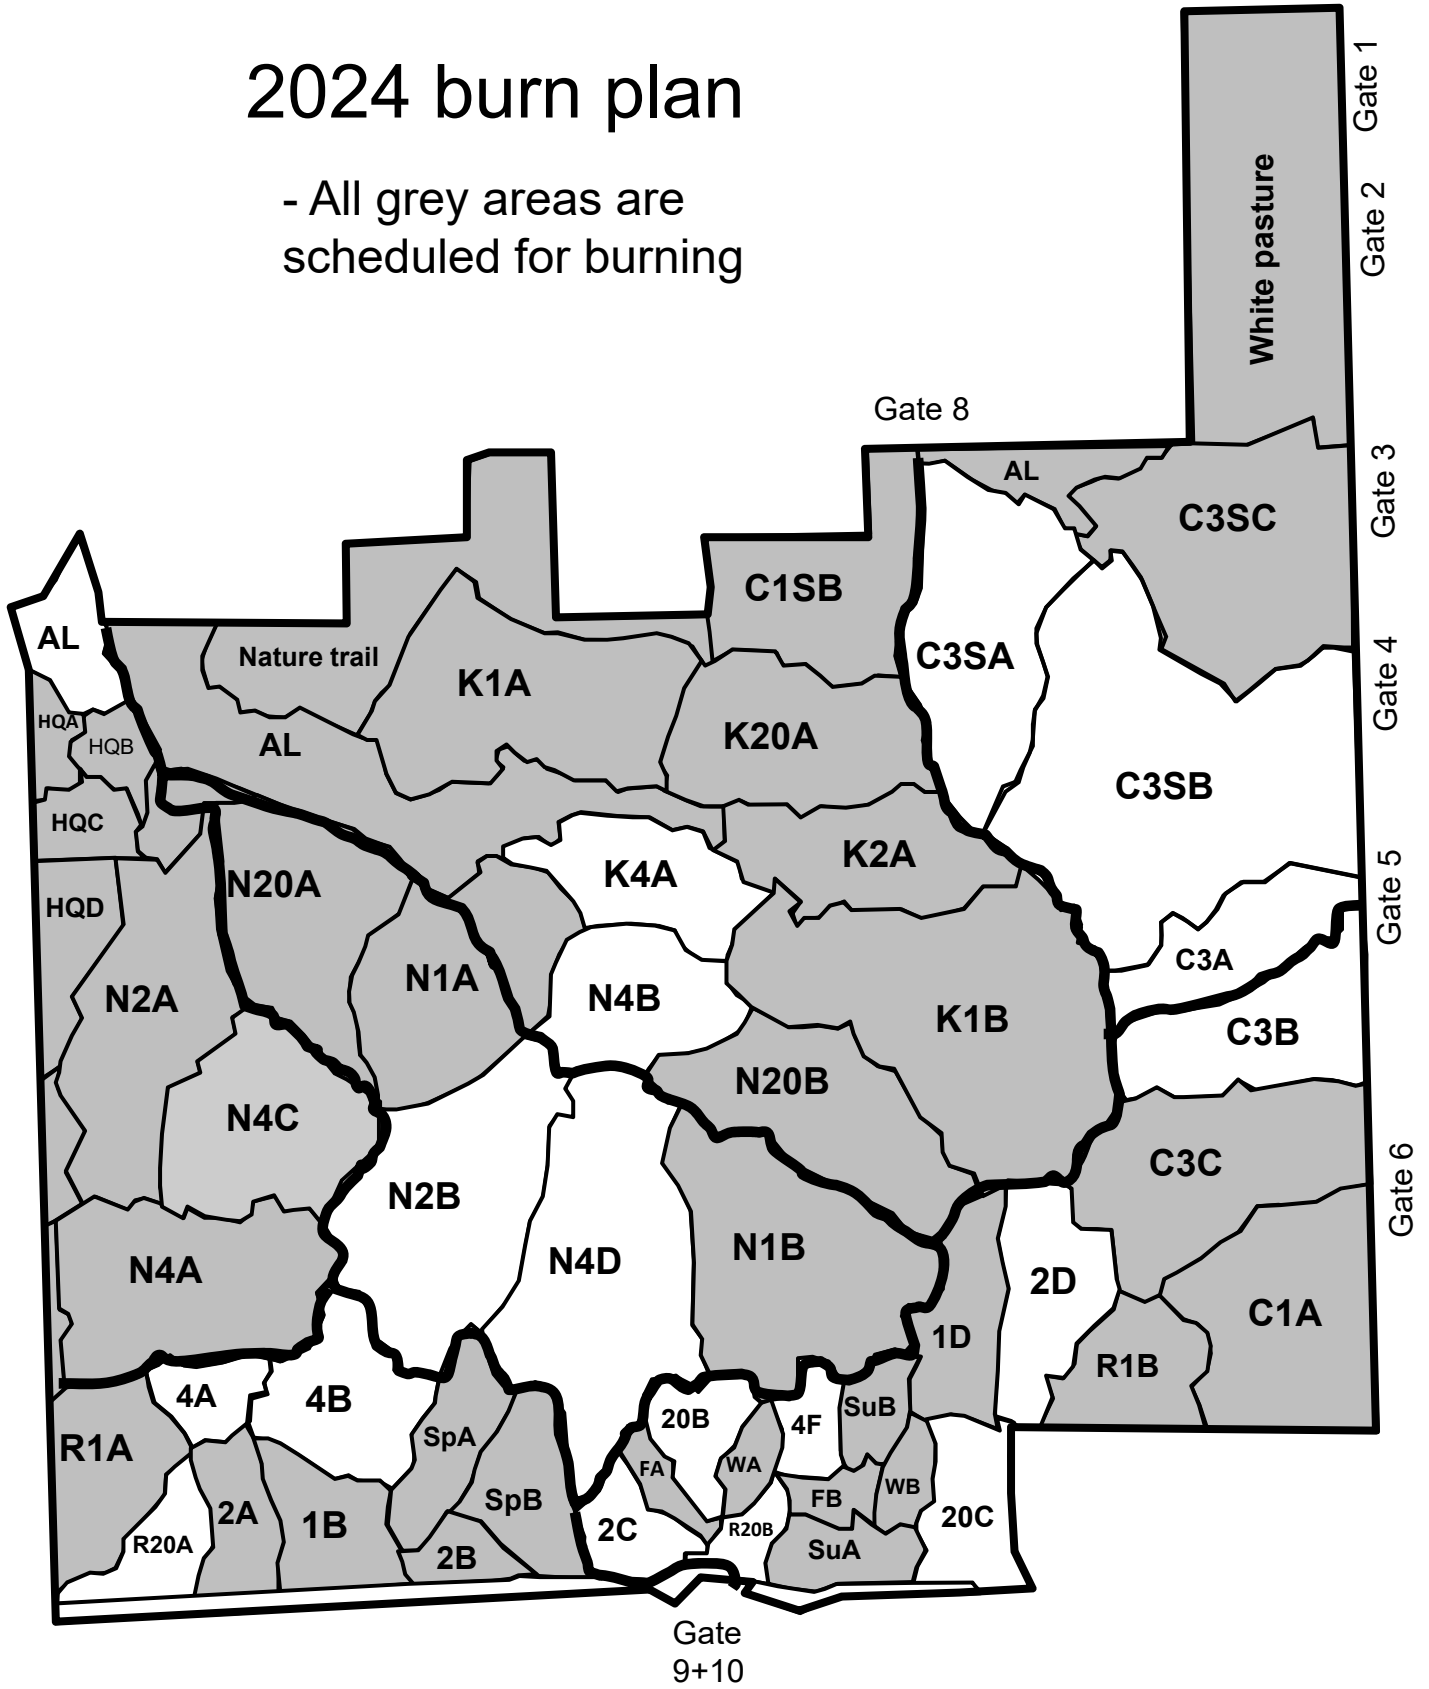 2024 burn plan
- All grey areas are
scheduled for burning
Gate 1
Gate 2
White pasture
Gate 8
Gate 3
AL
C3SC
C1SB
AL
Nature trail
C3SA
Gate 4
K1A
HQA
HQB
AL
K20A
C3SB
HQC
K2A
K4A
N20A
Gate 5
HQD
C3A
N1A
N2A
N4B
K1B
C3B
N20B
N4C
C3C
Gate 6
N2B
N4A
N4D
N1B
2D
C1A
1D
R1B
4A
4B
20B
4F
SuB
R1A
SpA
FA
WA
WB
SpB
FB
2A
1B
2C
R20B
20C
R20A
2B
SuA
Gate
9+10